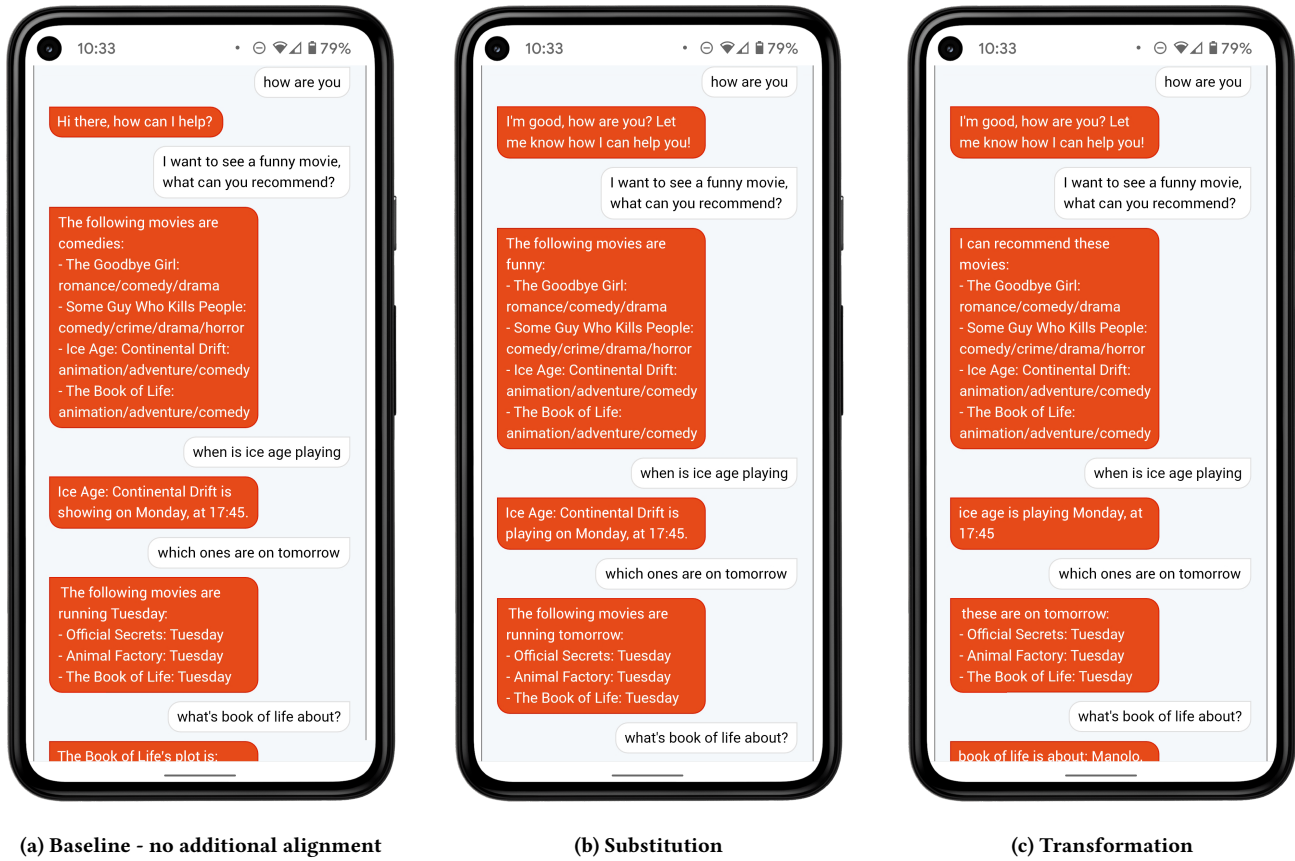 10:33
79%
how are you
Hi there, how can I help?
I want to see a funny movie,
what can you recommend?
The following movies are
comedies:
- The Goodbye Girl:
romance/comedy/drama
- Some Guy Who Kills People:
comedy/crime/drama/horror
- Ice Age: Continental Drift:
animation/adventure/comedy
- The Book of Life:
animation/adventure/comedy
when is ice age playing
Ice Age: Continental Drift is
showing on Monday, at 17:45.
which ones are on tomorrow
The following movies are
running Tuesday:
- Official Secrets: Tuesday
- Animal Factory: Tuesday
- The Book of Life: Tuesday
what's book of life about?
The Book of Life's plot is:
(a) Baseline - no additional alignment
10:33
79%
how are you
I'm good, how are you? Let
me know how I can help you!
I want to see a funny movie,
what can you recommend?
The following movies are
funny:
- The Goodbye Girl:
romance/comedy/drama
- Some Guy Who Kills People:
comedy/crime/drama/horror
- Ice Age: Continental Drift:
animation/adventure/comedy
- The Book of Life:
animation/adventure/comedy
when is ice age playing
Ice Age: Continental Drift is
playing on Monday, at 17:45.
which ones are on tomorrow
The following movies are
running tomorrow:
- Official Secrets: Tuesday
- Animal Factory: Tuesday
- The Book of Life: Tuesday
what's book of life about?
(b) Substitution
10:33
79%
how are you
I'm good, how are you? Let
me know how I can help you!
I want to see a funny movie,
what can you recommend?
I can recommend these
movies:
- The Goodbye Girl:
romance/comedy/drama
- Some Guy Who Kills People:
comedy/crime/drama/horror
- Ice Age: Continental Drift:
animation/adventure/comedy
- The Book of Life:
animation/adventure/comedy
when is ice age playing
ice age is playing Monday, at
17:45
which ones are on tomorrow
these are on tomorrow:
- Official Secrets: Tuesday
- Animal Factory: Tuesday
- The Book of Life: Tuesday
what's book of life about?
book of life is about: Manolo,
(c) Transformation